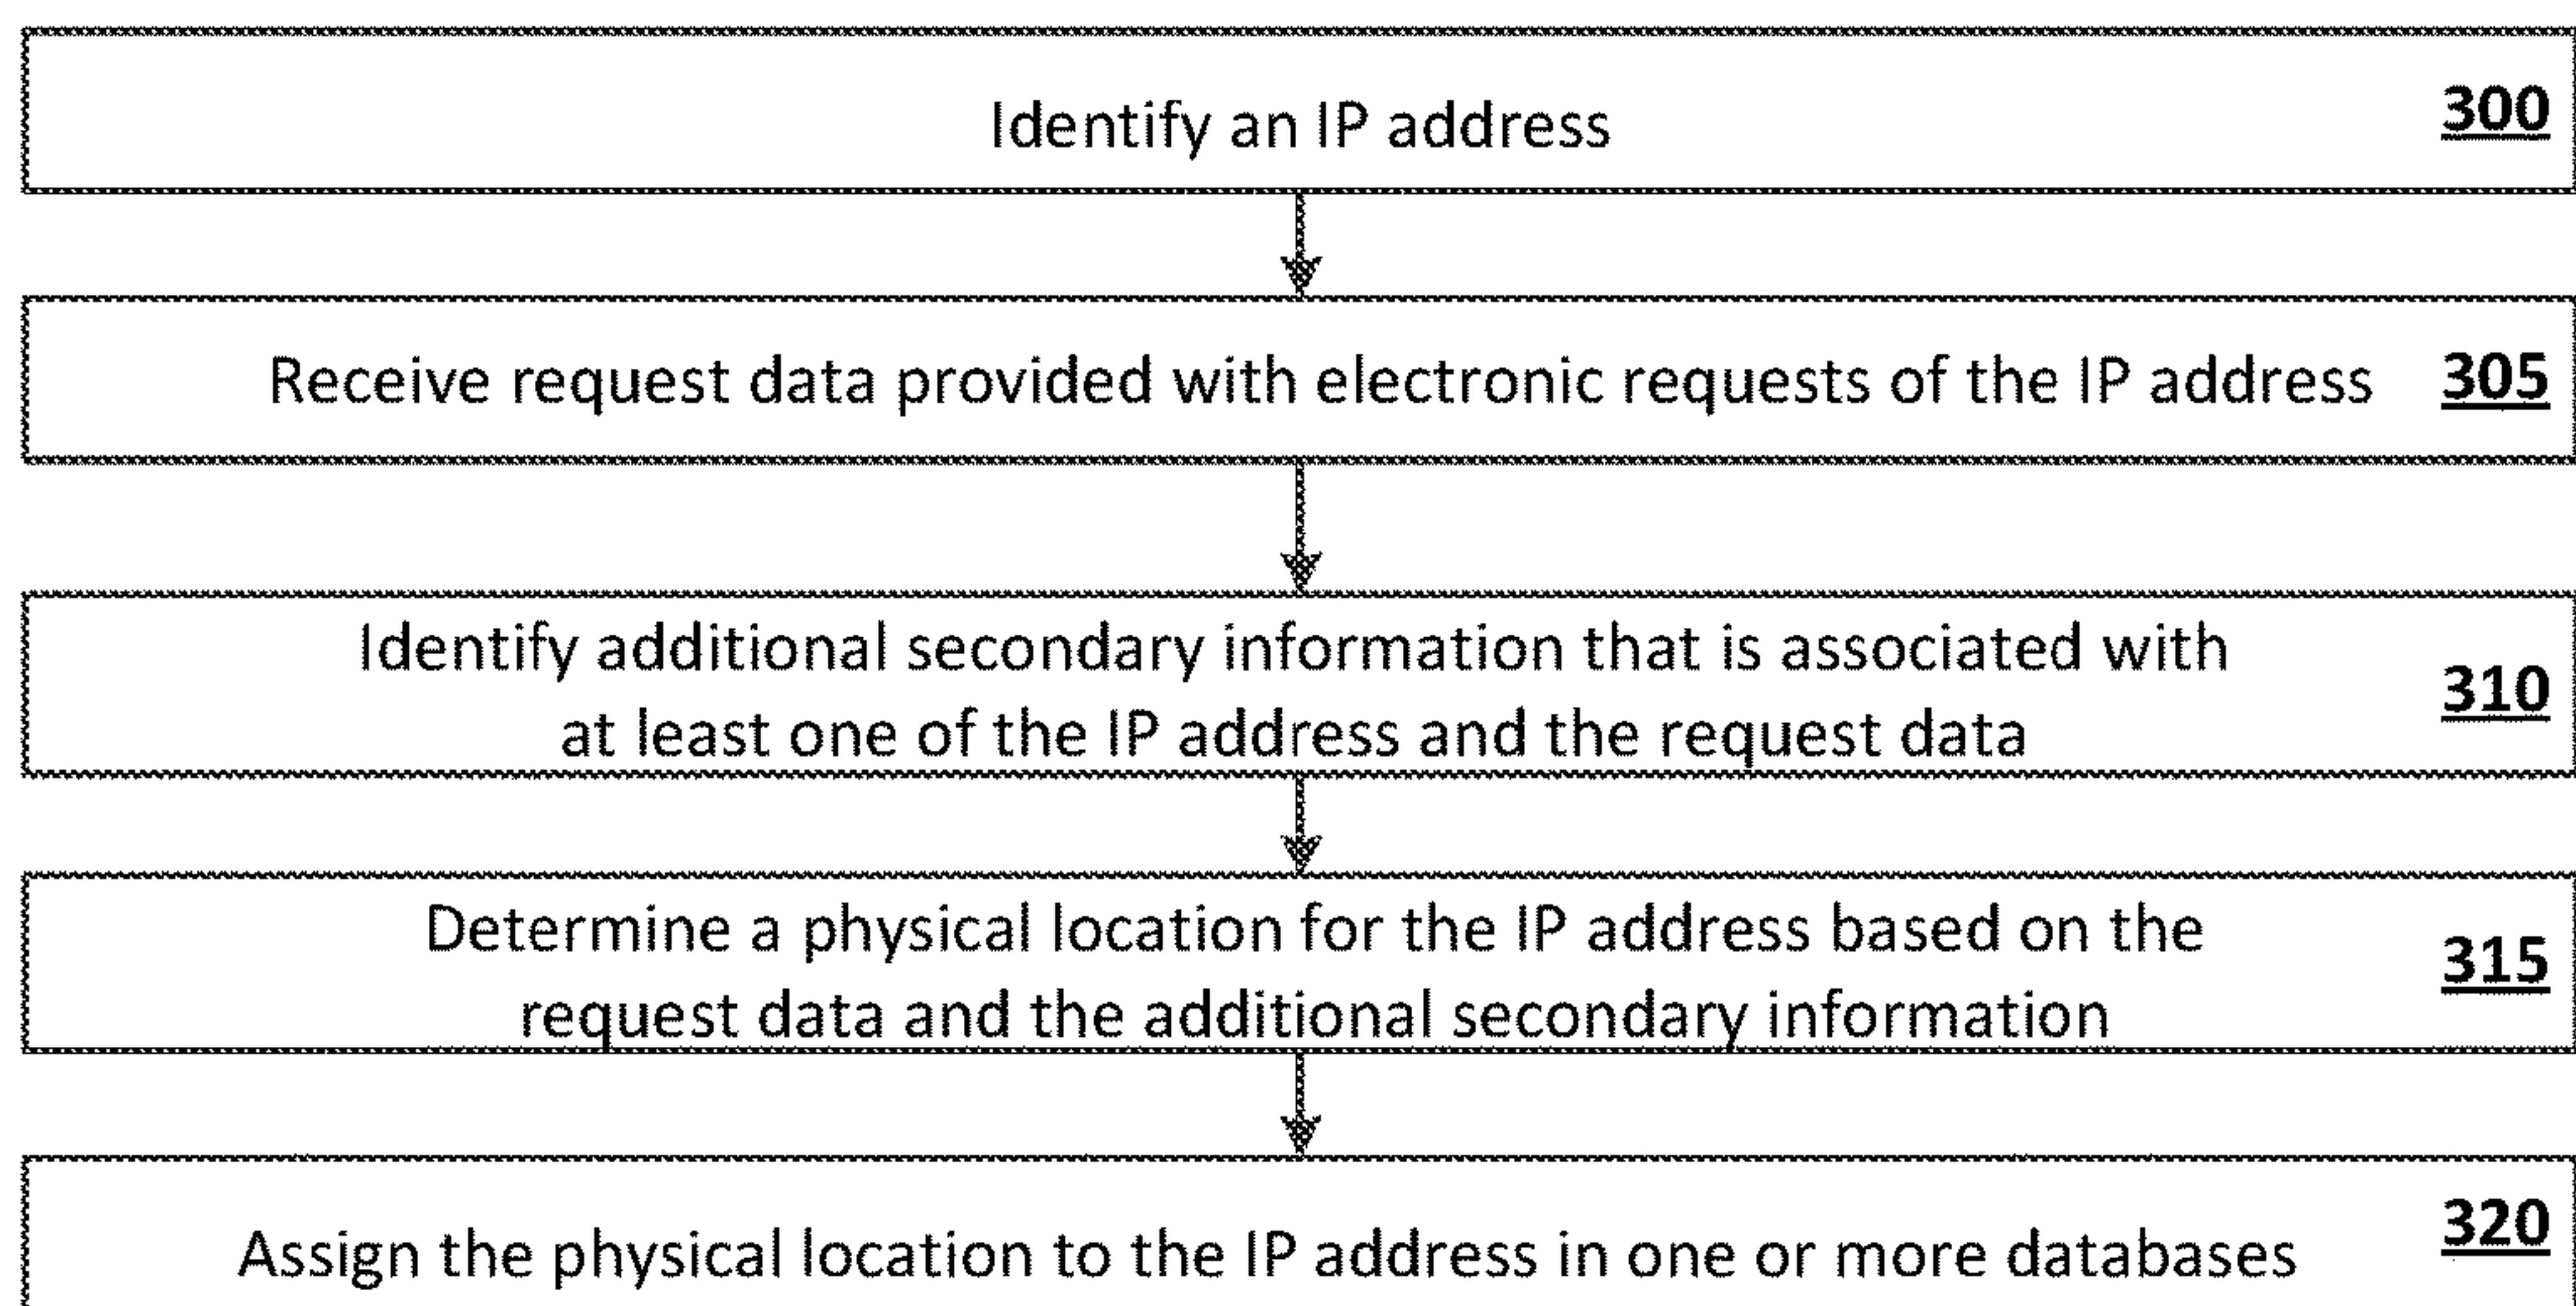 Identify an IP address 300
Receive request data provided with electronic requests of the IP address 305
Identify additional secondary information that is associated with
at least one of the IP address and the request data
310
Determine a physical location for the IP address based on the
request data and the additional secondary information
315
Assign the physical location to the IP address in one or more databases 320